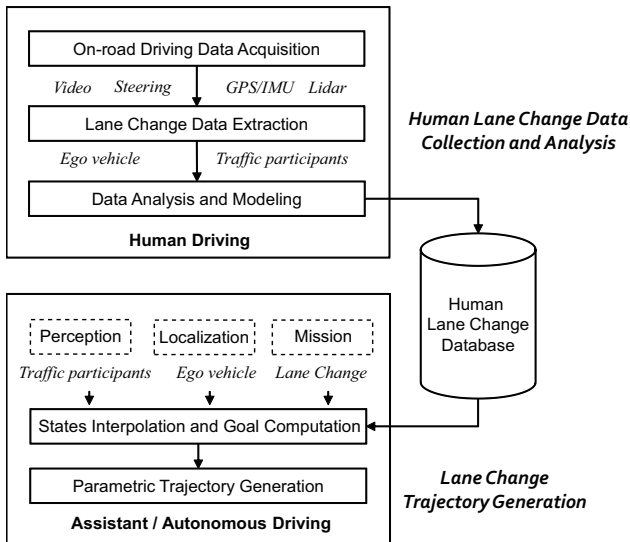 On-road Driving Data Acquisition
Video Steering GPS/IMU Lidar
Lane Change Data Extraction
Ego vehicle Traffic participants
Data Analysis and Modeling
Human Driving
Human Lane Change Data
Collection and Analysis
Human
Lane Change
Database
Perception Localization Mission
Traffic participants Ego vehicle Lane Change
States Interpolation and Goal Computation
Parametric Trajectory Generation
Assistant / Autonomous Driving
Lane Change
Trajectory Generation